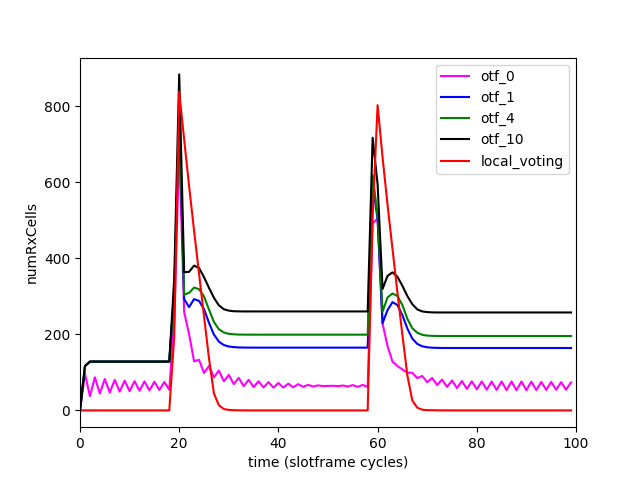 otf_0
otf_1
otf_4
otf_10
local_voting
numRxCells
800
600
400
200
0
0 20 40 60 80 100
time (slotframe cycles)